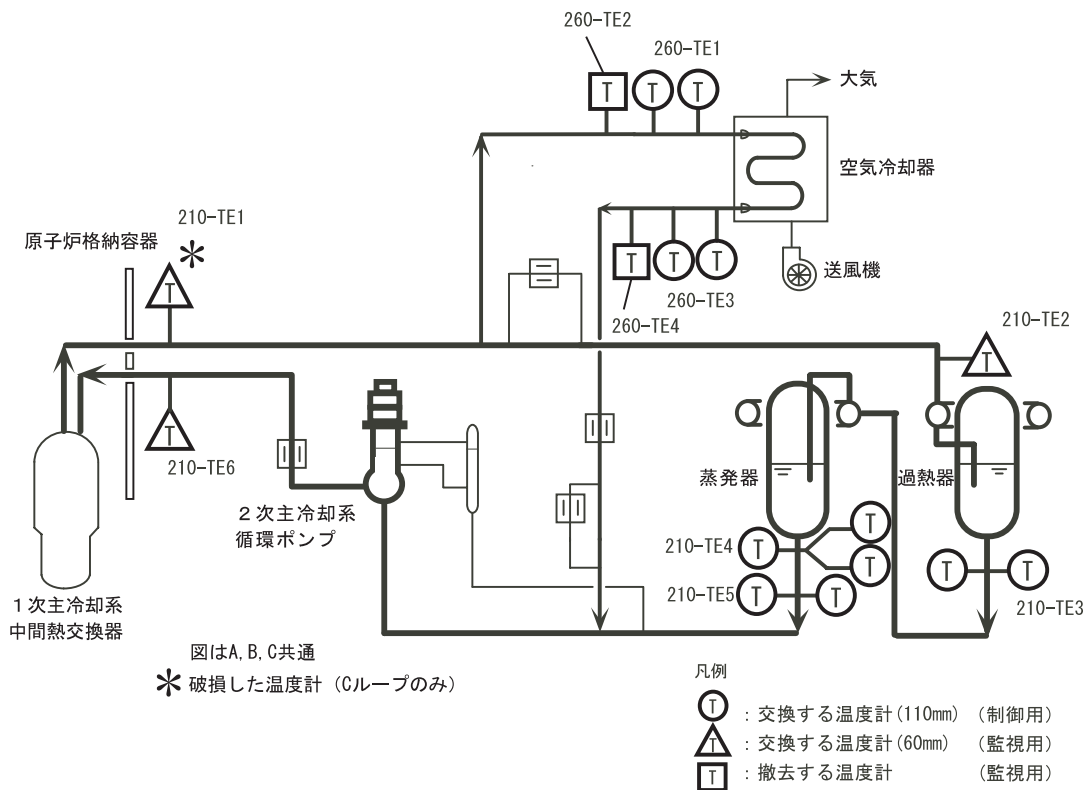 260-TE2
260-TE1
T
T
T
大気
空気冷却器
送風機
T
T
T
260-TE3
260-TE4
210-TE1
原子炉格納容器
＊
T
210-TE2
T
T
210-TE6
2次主冷却系
循環ポンプ
蒸発器
過熱器
210-TE4
T
T
T
210-TE5
T
T
T
T
210-TE3
1次主冷却系
中間熱交換器
図はA,B,C共通
＊ 破損した温度計 (Cループのみ)
凡例
T : 交換する温度計(110mm) (制御用)
T : 交換する温度計(60mm) (監視用)
T : 撤去する温度計 (監視用)